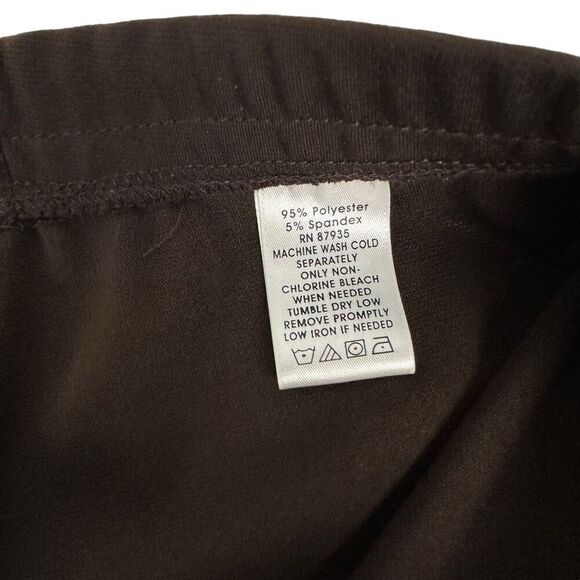 95% Polyester
5% Spandex
RN 87935
MACHINE WASH COLD
SEPARATELY
ONLY NON-
CHLORINE BLEACH
WHEN NEEDED
TUMBLE DRY LOW
REMOVE PROMPTLY
LOW IRON IF NEEDED